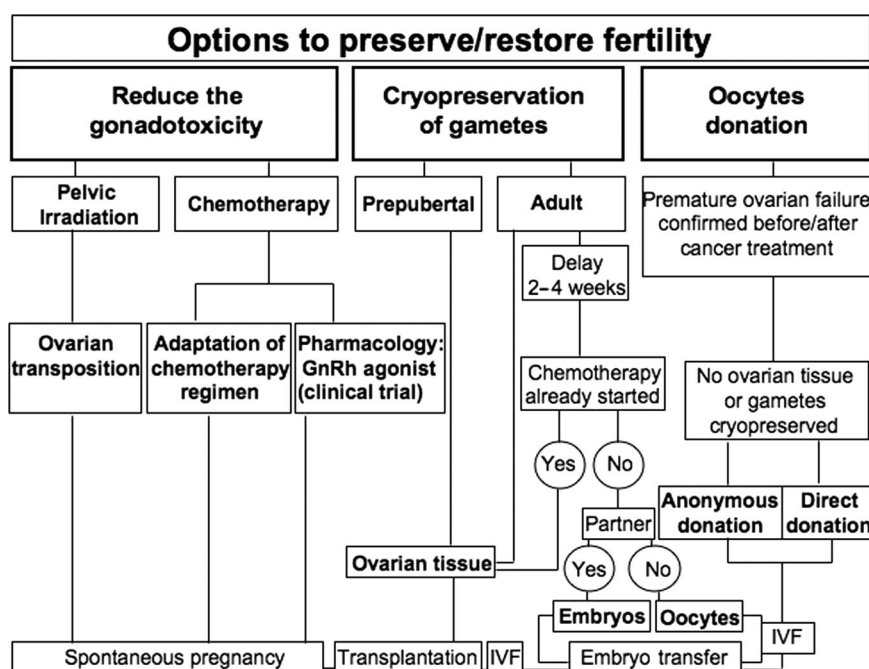 Options to preserve/restore fertility
Reduce the
gonadotoxicity
Cryopreservation
of gametes
Oocytes
donation
Pelvic
Irradiation
Chemotherapy
Prepubertal
Adult
Premature ovarian failure
confirmed before/after
cancer treatment
Delay
2–4 weeks
Ovarian
transposition
Adaptation of
chemotherapy
regimen
Pharmacology:
GnRh agonist
(clinical trial)
Chemotherapy
already started
No ovarian tissue
or gametes
cryopreserved
Yes
No
Anonymous
donation
Direct
donation
Partner
Ovarian tissue
Yes
No
Embryos
Oocytes
IVF
Spontaneous pregnancy
Transplantation
IVF
Embryo transfer